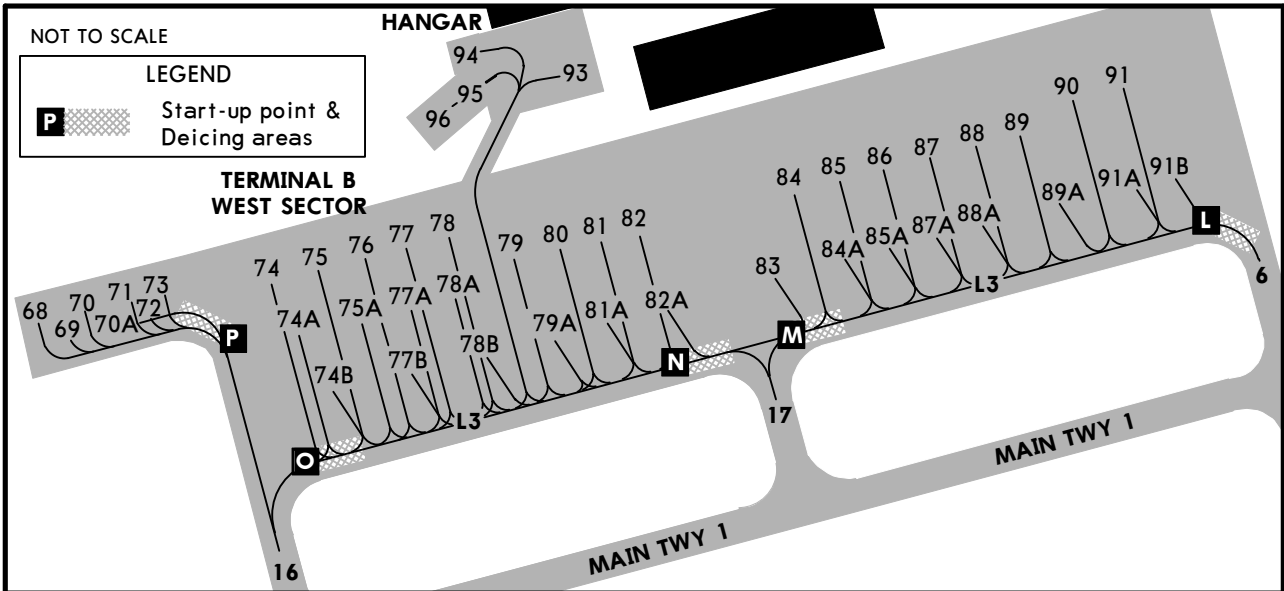 HANGAR
NOT TO SCALE
LEGEND
P
Start-up point &
Deicing areas
TERMINAL B
WEST SECTOR
94
95
96
93
68
69
70
70A
71
72
73
P
74
74A
74B
75
75A
76
77
77A
77B
78
78A
78B
79
79A
80
81
81A
82
82A
83
84
84A
85
85A
86
87
87A
88
88A
89
89A
90
91
91A
91B
L
6
O
L3
N
M
L3
17
16
MAIN TWY 1
MAIN TWY 1